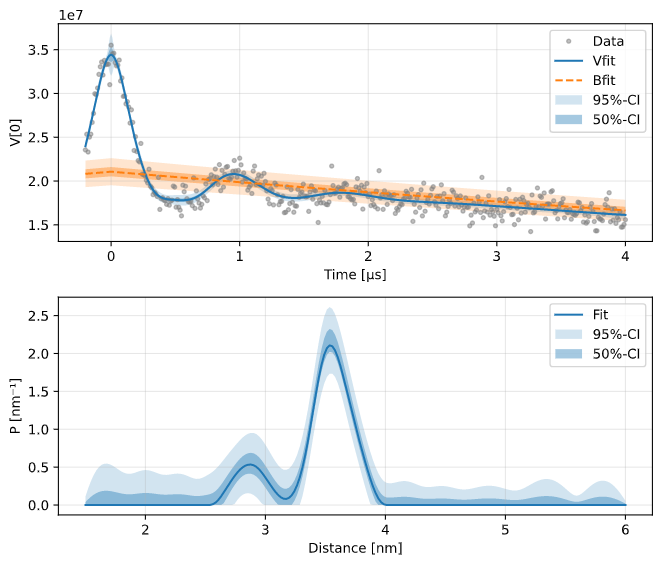 1e7
V[0]
3.5
3.0
2.5
2.0
1.5
Data
Vfit
Bfit
95%-CI
50%-CI
0 1 2 3 4
Time [μs]
P [nm⁻¹]
2.5
2.0
1.5
1.0
0.5
0.0
Fit
95%-CI
50%-CI
2 3 4 5 6
Distance [nm]